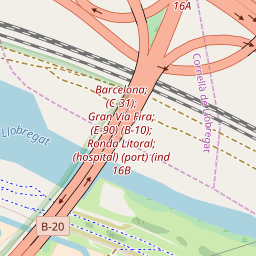 16A
Barcelona;
(C-31);
Gran Via Fira;
(E-90) (B-10);
Ronda Litoral;
(hospital) (port) (ind
16B
Cornellà de Llobregat
Llobregat
B-20